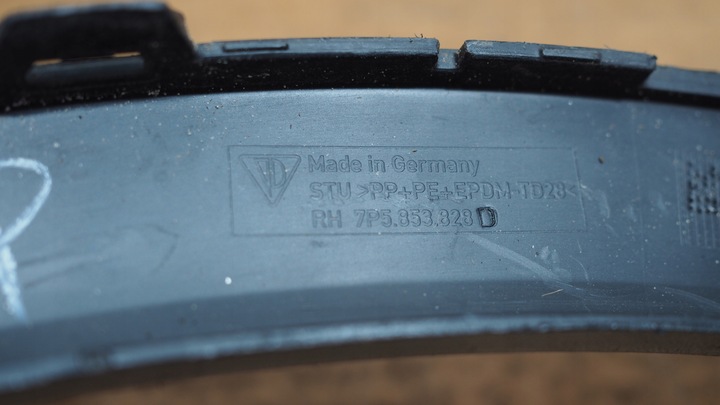 Made in Germany
STU >PP+PE+EPDM-TD28<
RH 7P5.853.828 D